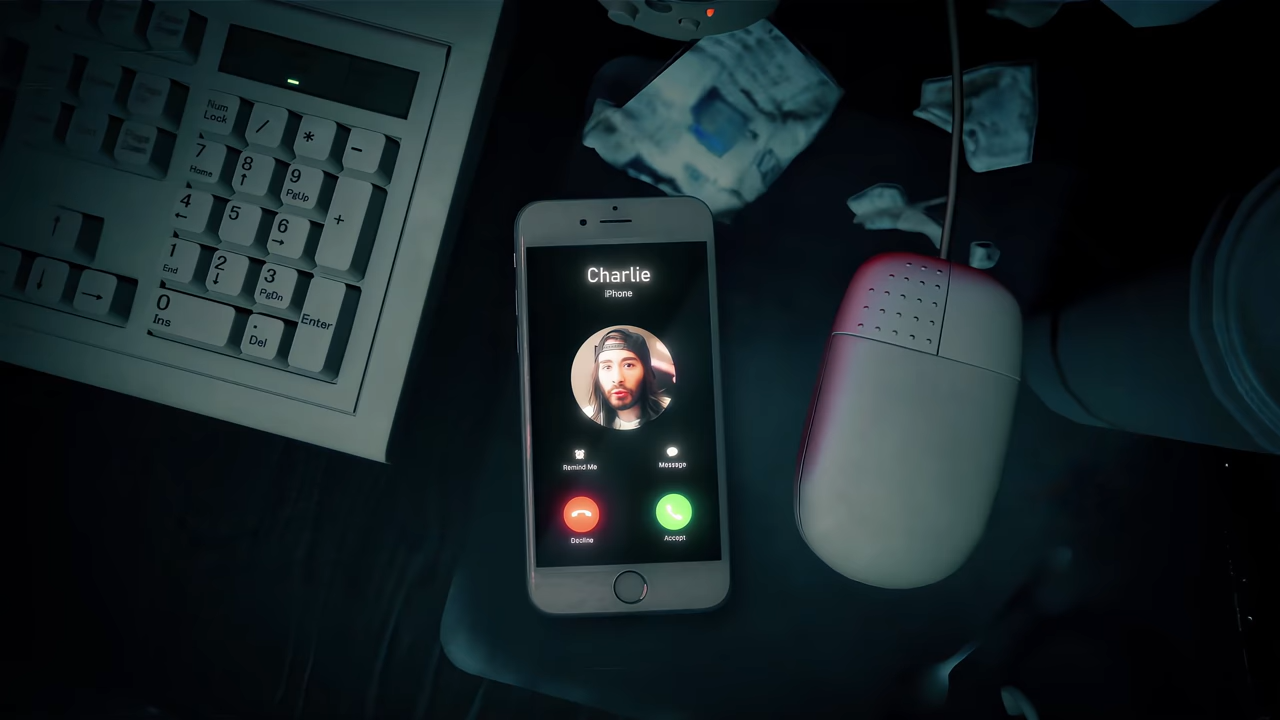 Num
Lock
/
*
-
7
Home
8
↑
9
PgUp
+
4
←
5
6
→
1
End
2
↓
3
PgDn
Enter
0
Ins
.
Del
↑
↓
→
Charlie
iPhone
Remind Me
Message
Decline
Accept